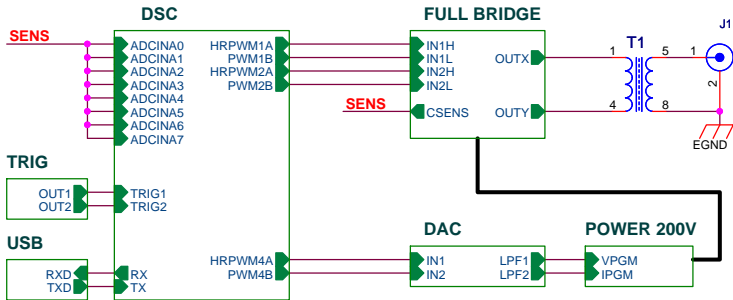 DSC
FULL BRIDGE
J1
SENS
ADCINA0
ADCINA1
ADCINA2
ADCINA3
ADCINA4
ADCINA5
ADCINA6
ADCINA7
HRPWM1A
PWM1B
HRPWM2A
PWM2B
IN1H
IN1L
IN2H
IN2L
SENS
CSENS
OUTX
OUTY
T1
1
5
1
4
8
2
EGND
TRIG
OUT1
OUT2
TRIG1
TRIG2
USB
RXD
TXD
RX
TX
HRPWM4A
PWM4B
DAC
IN1
IN2
LPF1
LPF2
POWER 200V
VPGM
IPGM